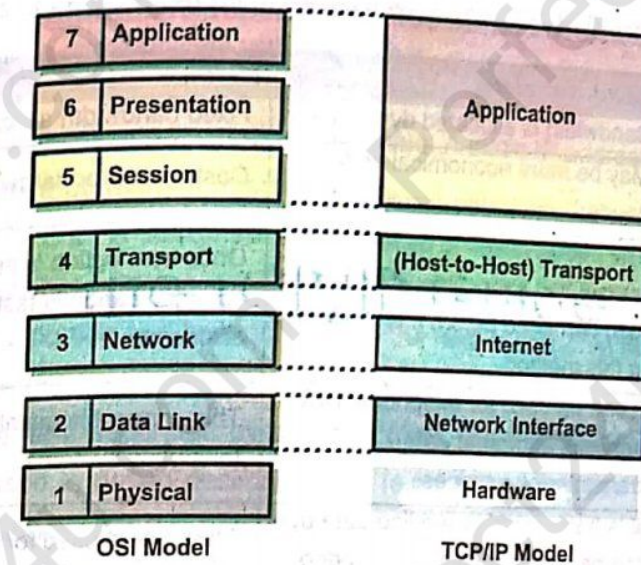 7 Application
6 Presentation
5 Session
4 Transport
3 Network
2 Data Link
1 Physical
OSI Model
Application
(Host-to-Host) Transport
Internet
Network Interface
Hardware
TCP/IP Model